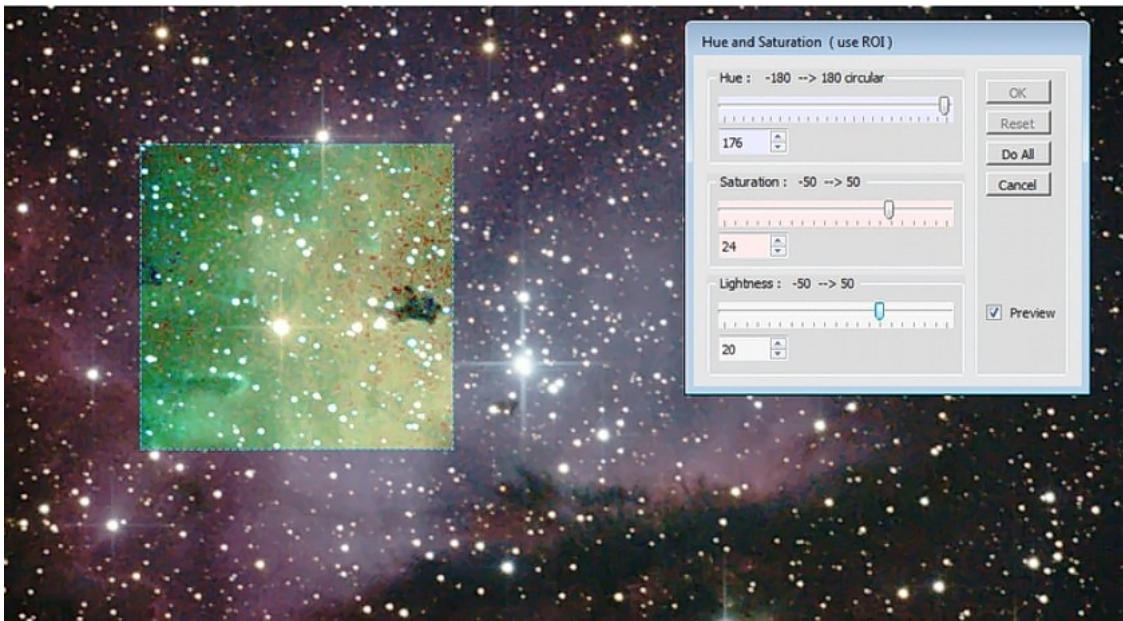 Hue and Saturation ( use ROI )
Hue : -180 --> 180 circular
176
Saturation : -50 --> 50
24
Lightness : -50 --> 50
20
OK
Reset
Do All
Cancel
Preview